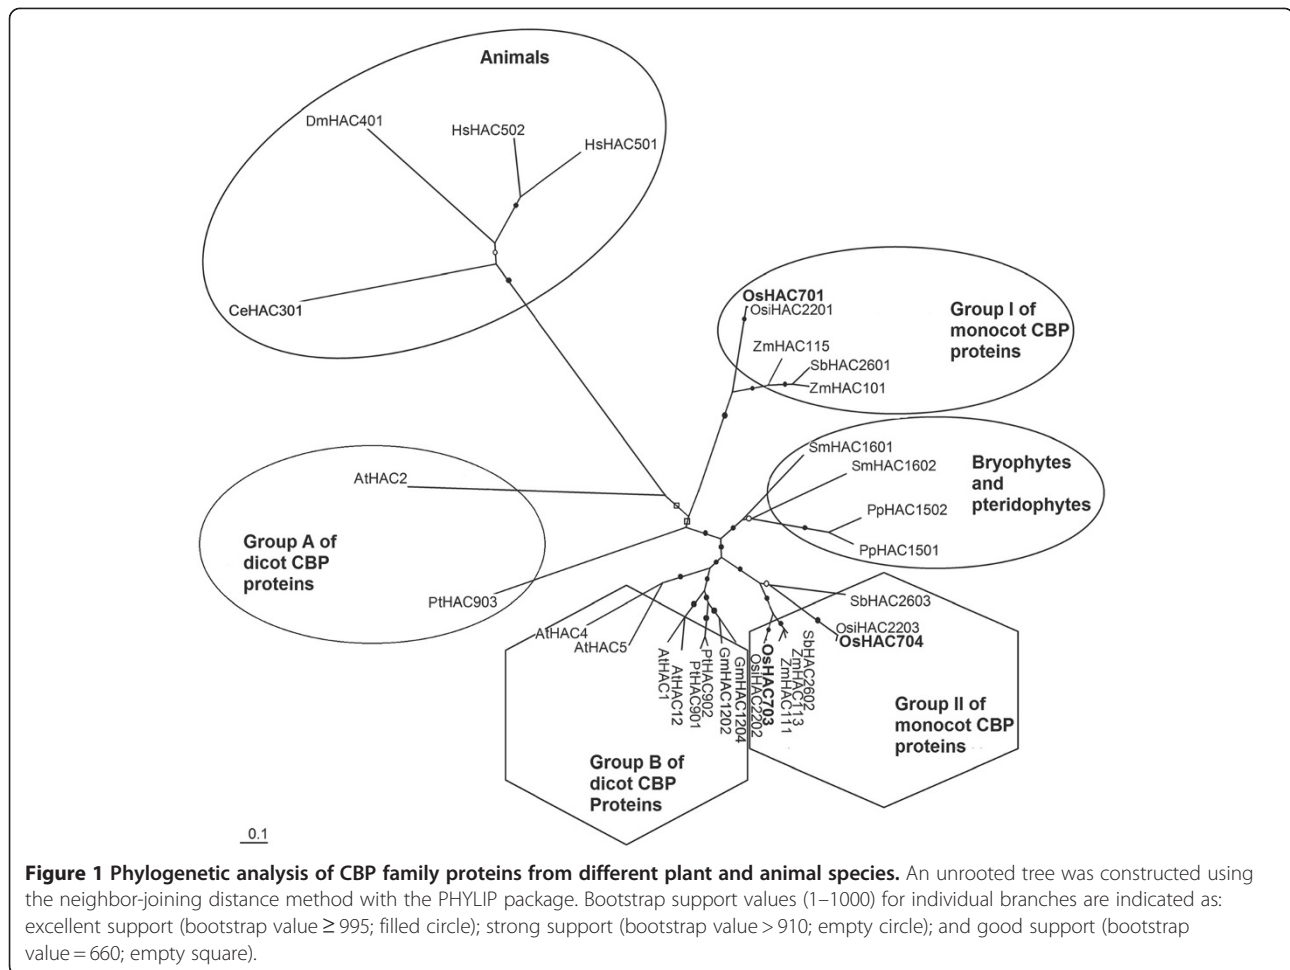 Animals
DmHAC401
HsHAC502
HsHAC501
CeHAC301
OsHAC701
OsiHAC2201
Group I of
monocot CBP
proteins
ZmHAC115
SbHAC2601
ZmHAC101
SmHAC1601
SmHAC1602
Bryophytes
and
pteridophytes
PpHAC1502
PpHAC1501
AtHAC2
Group A of
dicot CBP
proteins
PtHAC903
SbHAC2603
OsiHAC2203
OsHAC704
AtHAC4
AtHAC5
AtHAC1
AtHAC12
PtHAC901
PtHAC902
GmHAC1202
GmHAC1204
OsiHAC2202
OsHAC703
ZmHAC111
ZmHAC113
SbHAC2602
Group II of
monocot CBP
proteins
Group B of
dicot CBP
Proteins
0.1
Figure 1 Phylogenetic analysis of CBP family proteins from different plant and animal species. An unrooted tree was constructed using
the neighbor-joining distance method with the PHYLIP package. Bootstrap support values (1–1000) for individual branches are indicated as:
excellent support (bootstrap value ≥ 995; filled circle); strong support (bootstrap value > 910; empty circle); and good support (bootstrap
value = 660; empty square).